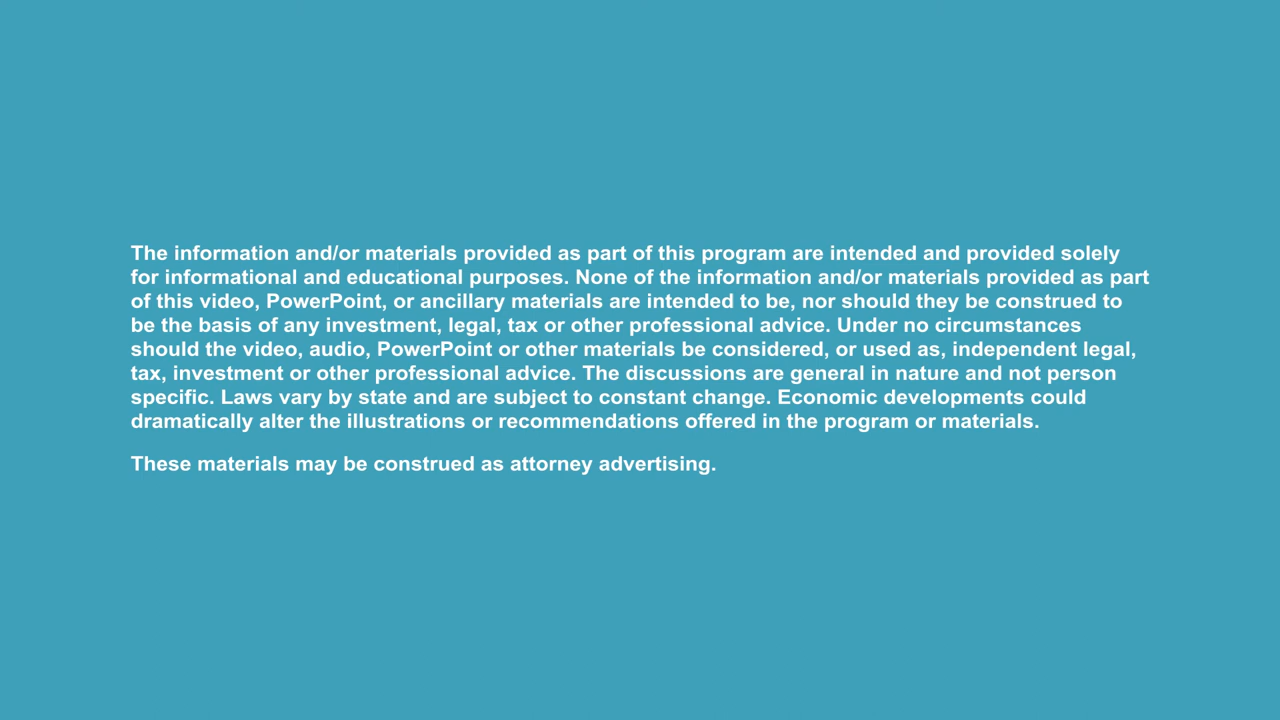 The information and/or materials provided as part of this program are intended and provided solely
for informational and educational purposes. None of the information and/or materials provided as part
of this video, PowerPoint, or ancillary materials are intended to be, nor should they be construed to
be the basis of any investment, legal, tax or other professional advice. Under no circumstances
should the video, audio, PowerPoint or other materials be considered, or used as, independent legal,
tax, investment or other professional advice. The discussions are general in nature and not person
specific. Laws vary by state and are subject to constant change. Economic developments could
dramatically alter the illustrations or recommendations offered in the program or materials.
These materials may be construed as attorney advertising.